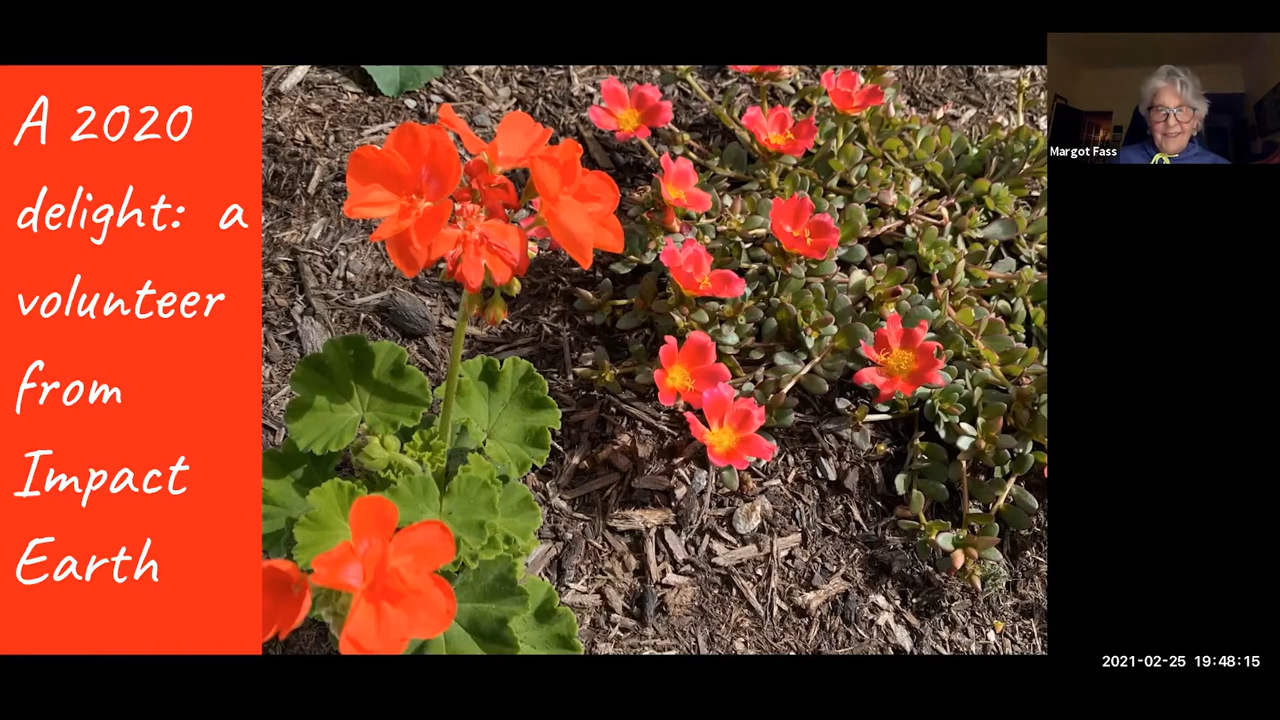 A 2020
delight: a
volunteer
from
Impact
Earth
Margot Fass
2021-02-25 19:48:15